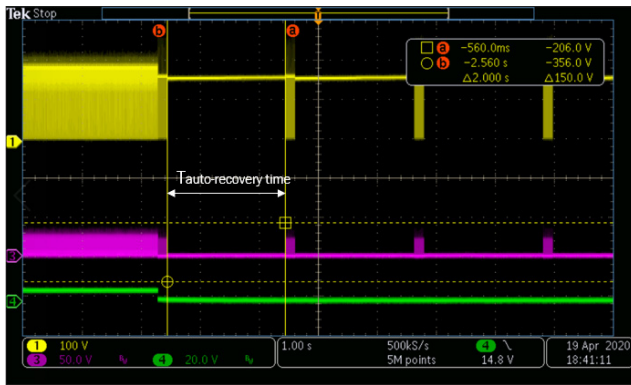 Tek Stop
b
a
a -560.0ms -206.0 V
b -2.560 s -356.0 V
Δ2.000 s Δ150.0 V
1
Tauto-recovery time
3
4
1 100 V 1.00 s 500kS/s 4 19 Apr 2020
3 50.0 V 4 20.0 V 5M points 14.8 V 18:41:11